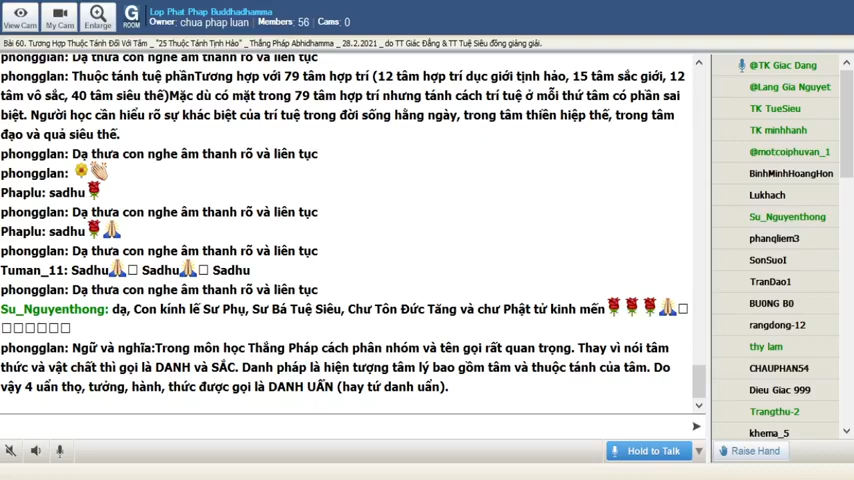 Lop Phat Phap Buddhadhamma
Owner: chua phap luan Members: 56 Cams: 0
View Cam
My Cam
Enlarge
G
ROOM
Bài 60. Tương Hợp Thuộc Tánh Đối Với Tâm _ "25 Thuộc Tánh Tịnh Hảo" _ Thắng Pháp Abhidhamma _ 28.2.2021 _ do TT Giác Đẳng & TT Tuệ Siêu đồng giảng giải.
phongglan: Dạ thưa con nghe âm thanh rõ và liên tục
phongglan: Thuộc tánh tuệ phầnTương hợp với 79 tâm hợp trí (12 tâm hợp trí dục giới tịnh hảo, 15 tâm sắc giới, 12
tâm vô sắc, 40 tâm siêu thế)Mặc dù có mặt trong 79 tâm hợp trí nhưng tánh cách trí tuệ ở mỗi thứ tâm có phần sai
biệt. Người học cần hiểu rõ sự khác biệt của trí tuệ trong đời sống hằng ngày, trong tâm thiền hiệp thế, trong tâm
đạo và quả siêu thế.
phongglan: Dạ thưa con nghe âm thanh rõ và liên tục
phongglan:
Phaplu: sadhu
phongglan: Dạ thưa con nghe âm thanh rõ và liên tục
Phaplu: sadhu
phongglan: Dạ thưa con nghe âm thanh rõ và liên tục
Tuman_11: Sadhu Sadhu Sadhu
phongglan: Dạ thưa con nghe âm thanh rõ và liên tục
Su_Nguyenthong: dạ, Con kính lễ Sư Phụ, Sư Bá Tuệ Siêu, Chư Tôn Đức Tăng và chư Phật tử kinh mến
phongglan: Ngữ và nghĩa:Trong môn học Thắng Pháp cách phân nhóm và tên gọi rất quan trọng. Thay vì nói tâm
thức và vật chất thì gọi là DANH và SẮC. Danh pháp là hiện tượng tâm lý bao gồm tâm và thuộc tánh của tâm. Do
vậy 4 uẩn thọ, tưởng, hành, thức được gọi là DANH UẨN (hay tứ danh uẩn).
Hold to Talk
@TK Giac Dang
@Lang Gia Nguyet
TK TueSieu
TK minhhanh
@motcoiphuvan_1
BinhMinhHoangHon
Lukhach
Su_Nguyenthong
phanqliem3
SonSuoI
TranDao1
BU0NG B0
rangdong-12
thy lam
CHAUPHAN54
Dieu Giac 999
Trangthu-2
khema_5
Raise Hand